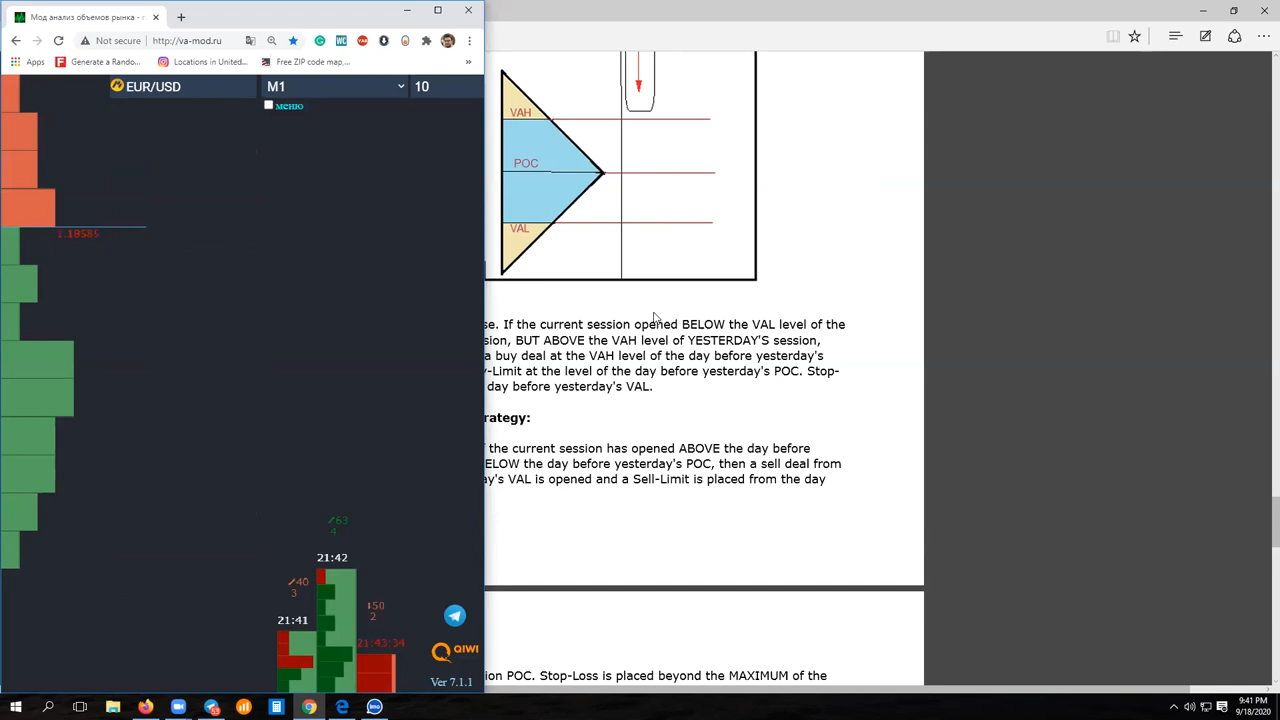 Мод анализ объемов рынка -
Not secure
http://va-mod.ru
Apps
Generate a Randor...
Locations in United...
Free ZIP code map,...
»
EUR/USD
M1
10
меню
1.18585
63
4
21:42
40
3
50
2
21:41
21:43:34
QIWI
Ver 7.1.1
VAH
POC
VAL
se. If the current session opened BELOW the VAL level of the
sion, BUT ABOVE the VAH level of YESTERDAY'S session,
a buy deal at the VAH level of the day before yesterday's
y-Limit at the level of the day before yesterday's POC. Stop-
day before yesterday's VAL.
rategy:
the current session has opened ABOVE the day before
ELOW the day before yesterday's POC, then a sell deal from
y's VAL is opened and a Sell-Limit is placed from the day
ion POC. Stop-Loss is placed beyond the MAXIMUM of the
9:41 PM
9/18/2020